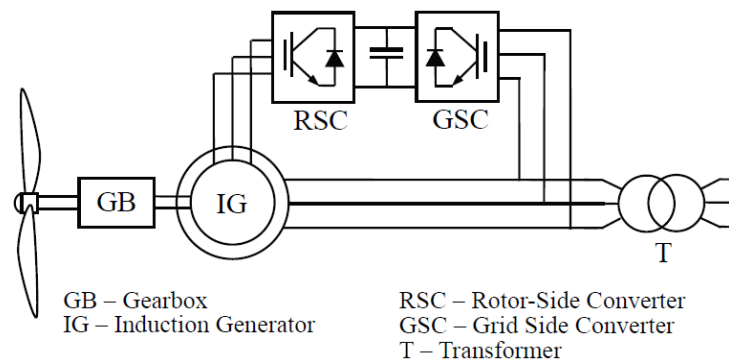 RSC
GSC
GB
IG
T
GB – Gearbox
IG – Induction Generator
RSC – Rotor-Side Converter
GSC – Grid Side Converter
T – Transformer